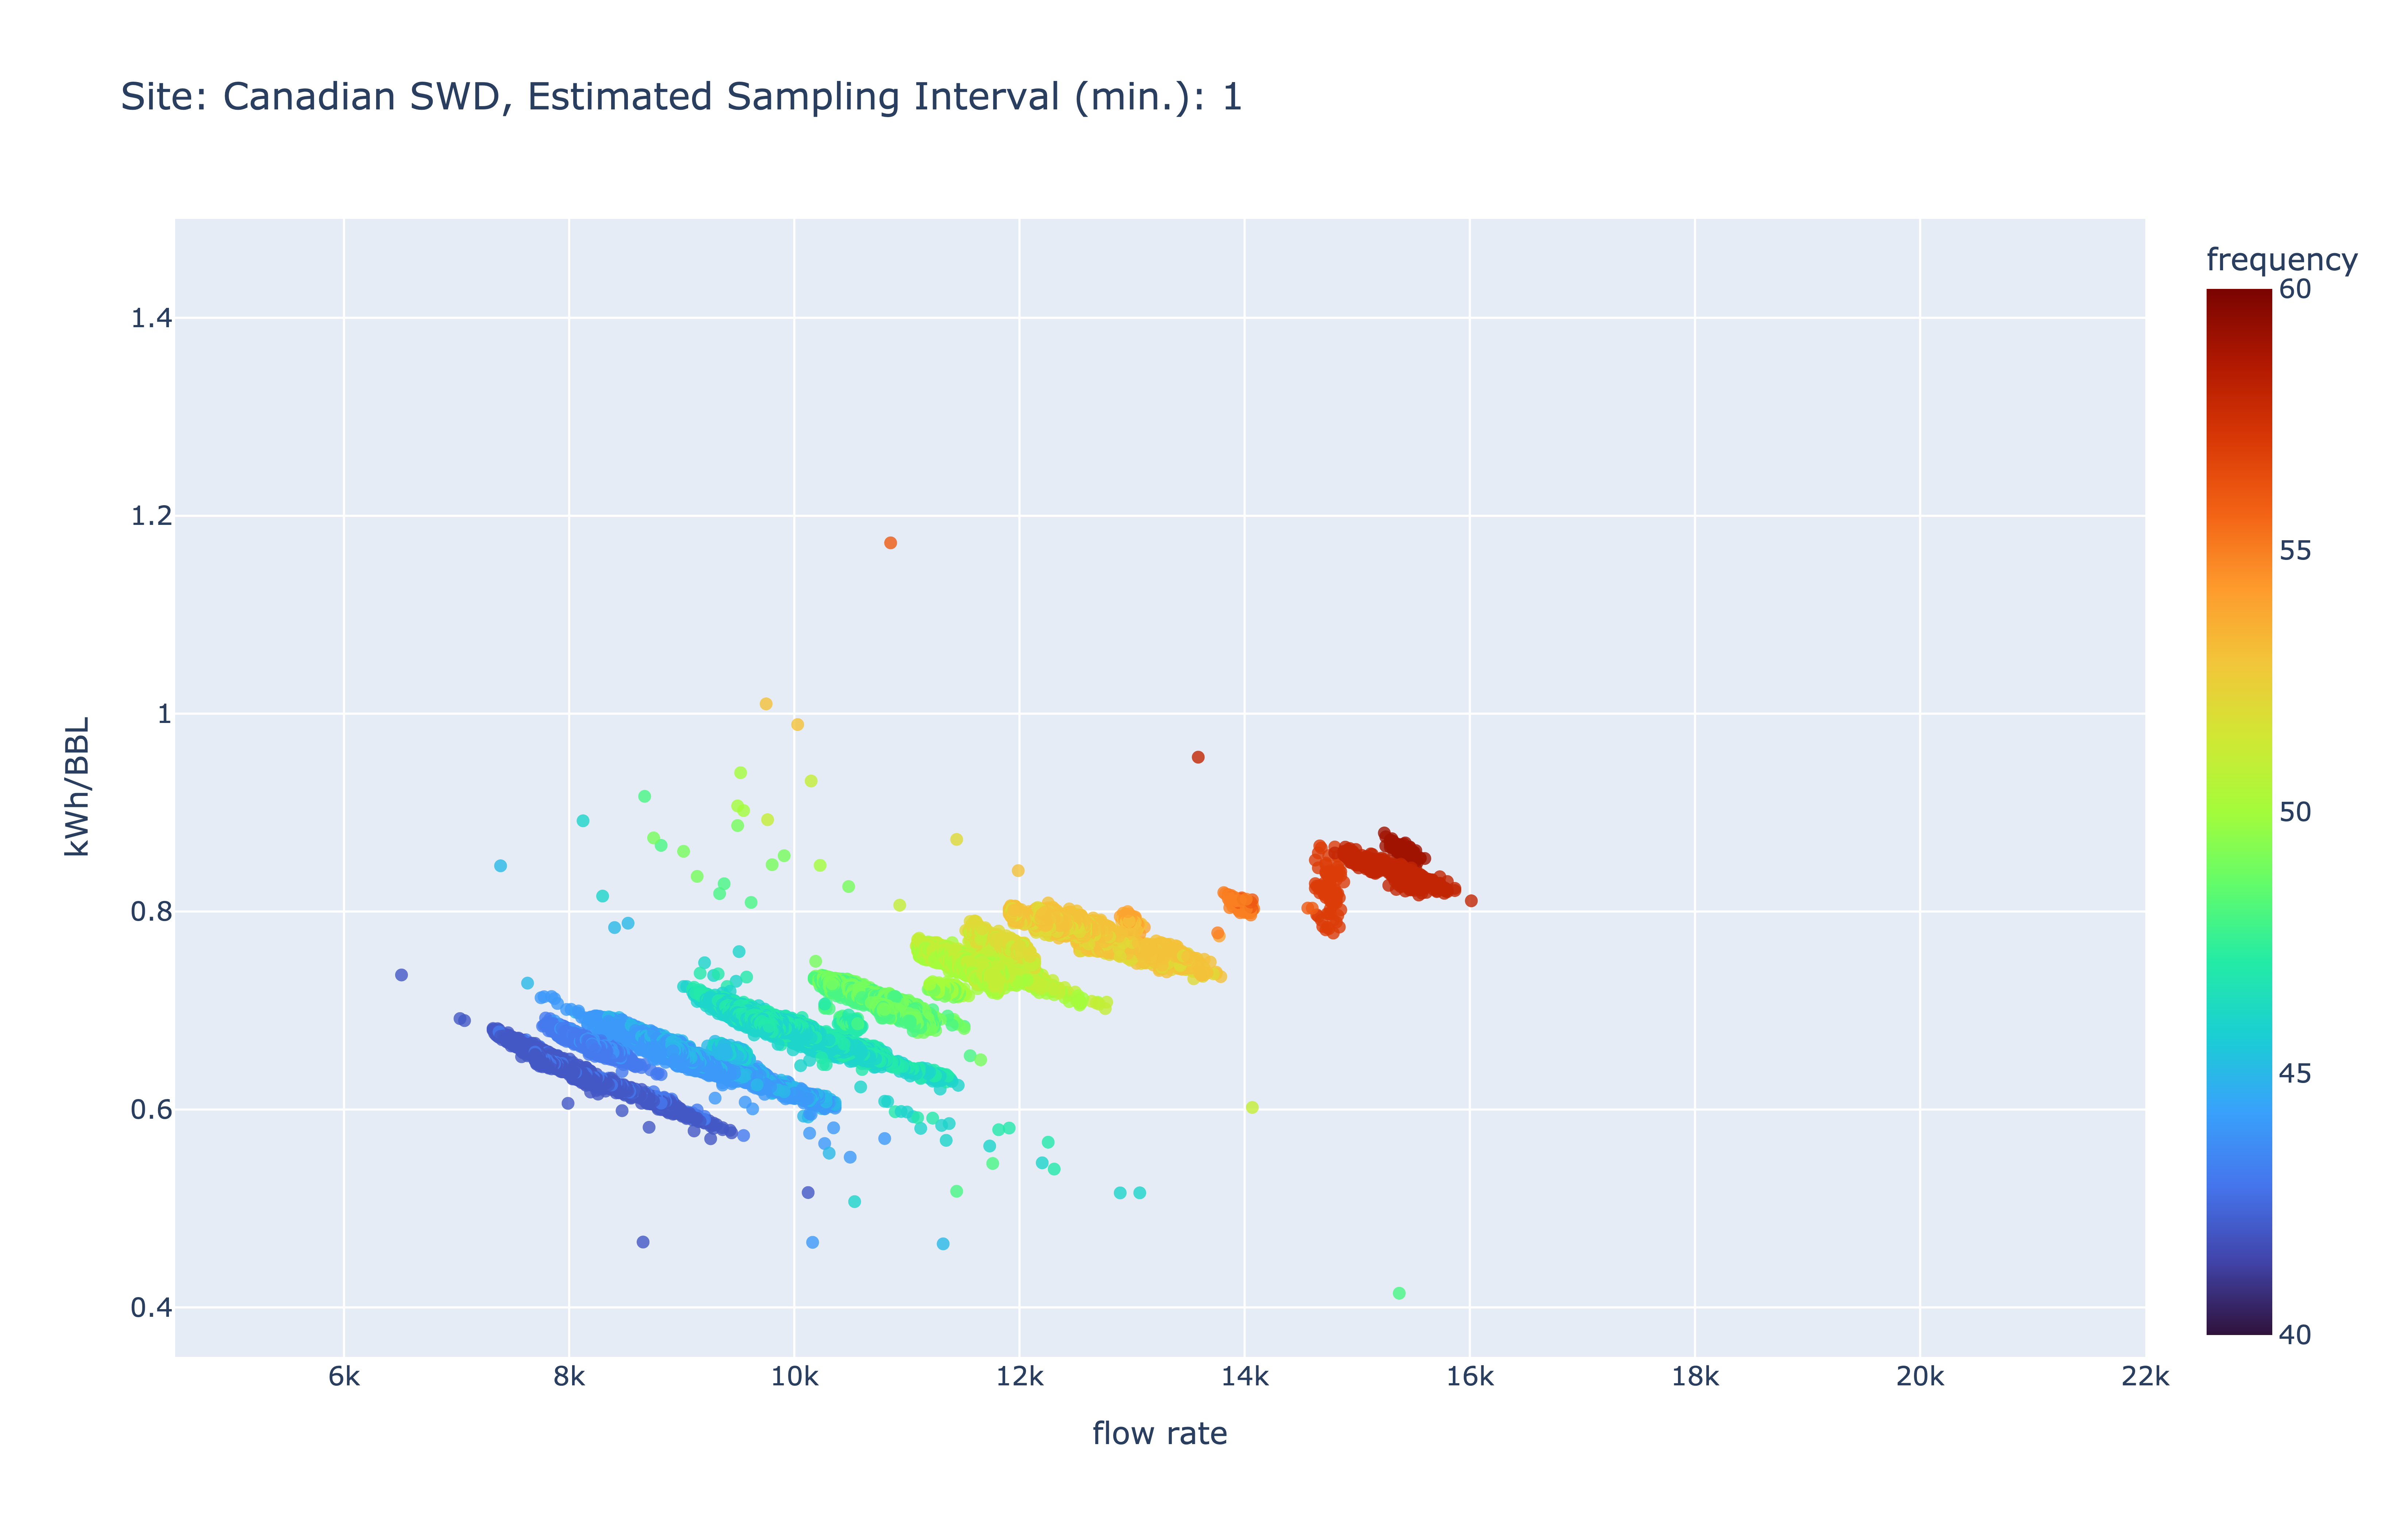 Site: Canadian SWD, Estimated Sampling Interval (min.): 1
frequency
60
55
50
45
40
kWh/BBL
1.4
1.2
1
0.8
0.6
0.4
6k 8k 10k 12k 14k 16k 18k 20k 22k
flow rate